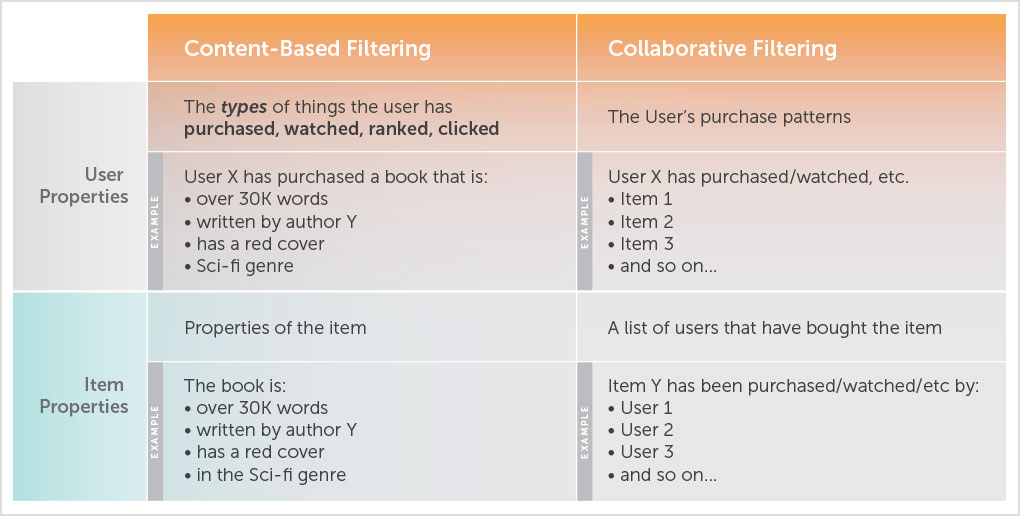 Content-Based Filtering
Collaborative Filtering
User
Properties
The types of things the user has
purchased, watched, ranked, clicked
The User’s purchase patterns
EXAMPLE
User X has purchased a book that is:
• over 30K words
• written by author Y
• has a red cover
• Sci-fi genre
EXAMPLE
User X has purchased/watched, etc.
• Item 1
• Item 2
• Item 3
• and so on...
Item
Properties
Properties of the item
A list of users that have bought the item
EXAMPLE
The book is:
• over 30K words
• written by author Y
• has a red cover
• in the Sci-fi genre
EXAMPLE
Item Y has been purchased/watched/etc by:
• User 1
• User 2
• User 3
• and so on...